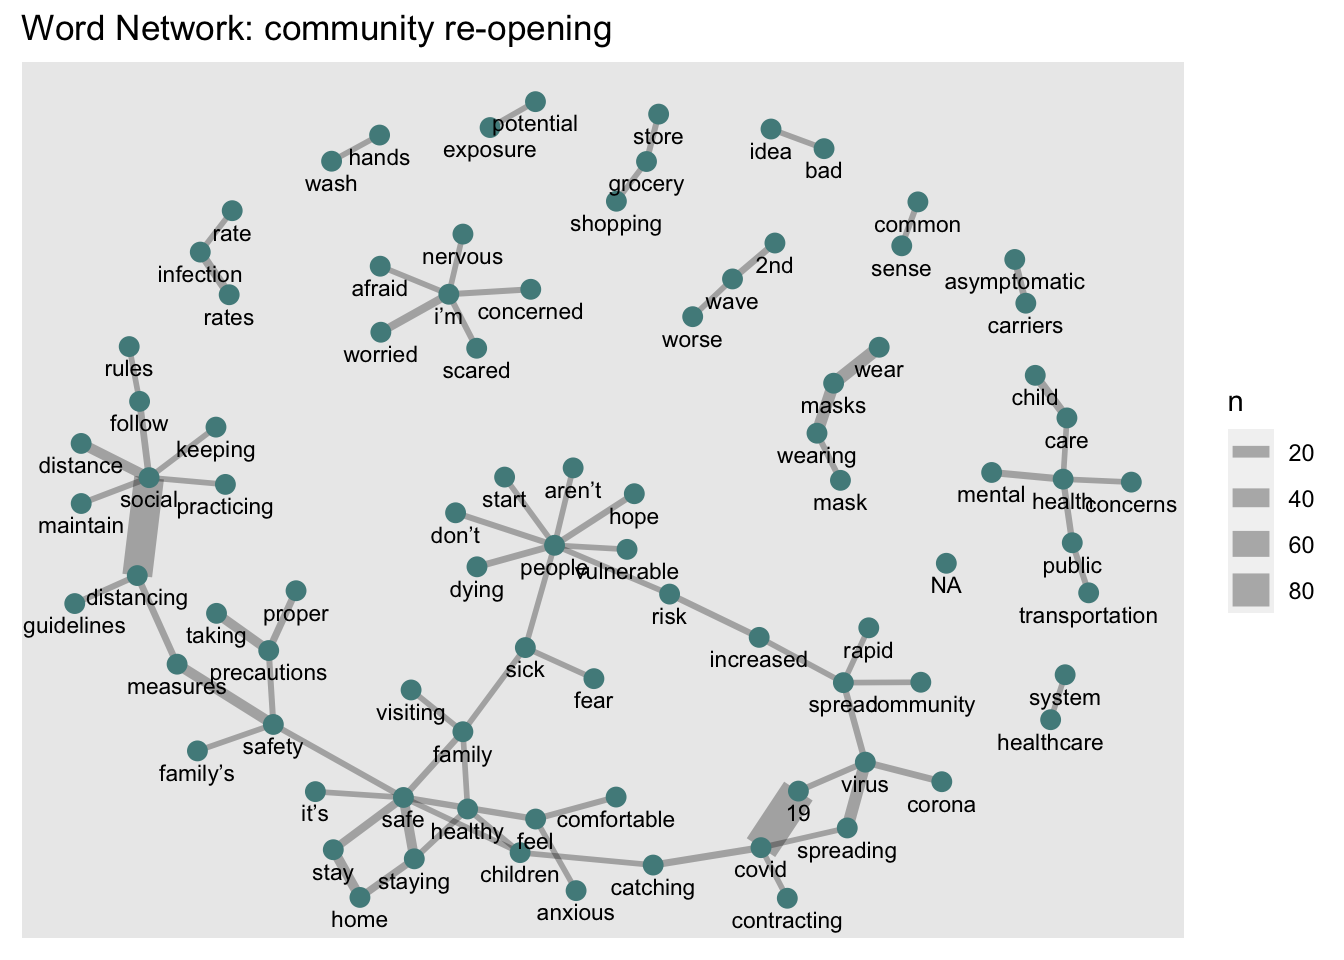 Word Network: community re-opening
potential
exposure
hands
wash
store
grocery
shopping
idea
bad
common
sense
rate
infection
rates
nervous
afraid
i'm
concerned
worried
scared
2nd
wave
worse
asymptomatic
carriers
rules
follow
keeping
distance
social
practicing
maintain
distancing
guidelines
wear
masks
wearing
mask
child
care
mental
health
concerns
public
transportation
start
aren't
hope
don't
people
vulnerable
dying
risk
NA
proper
taking
precautions
measures
safety
family's
sick
fear
visiting
family
increased
rapid
spread
community
system
healthcare
virus
corona
19
spreading
covid
contracting
it's
safe
healthy
feel
comfortable
stay
staying
children
catching
anxious
home
n
20
40
60
80